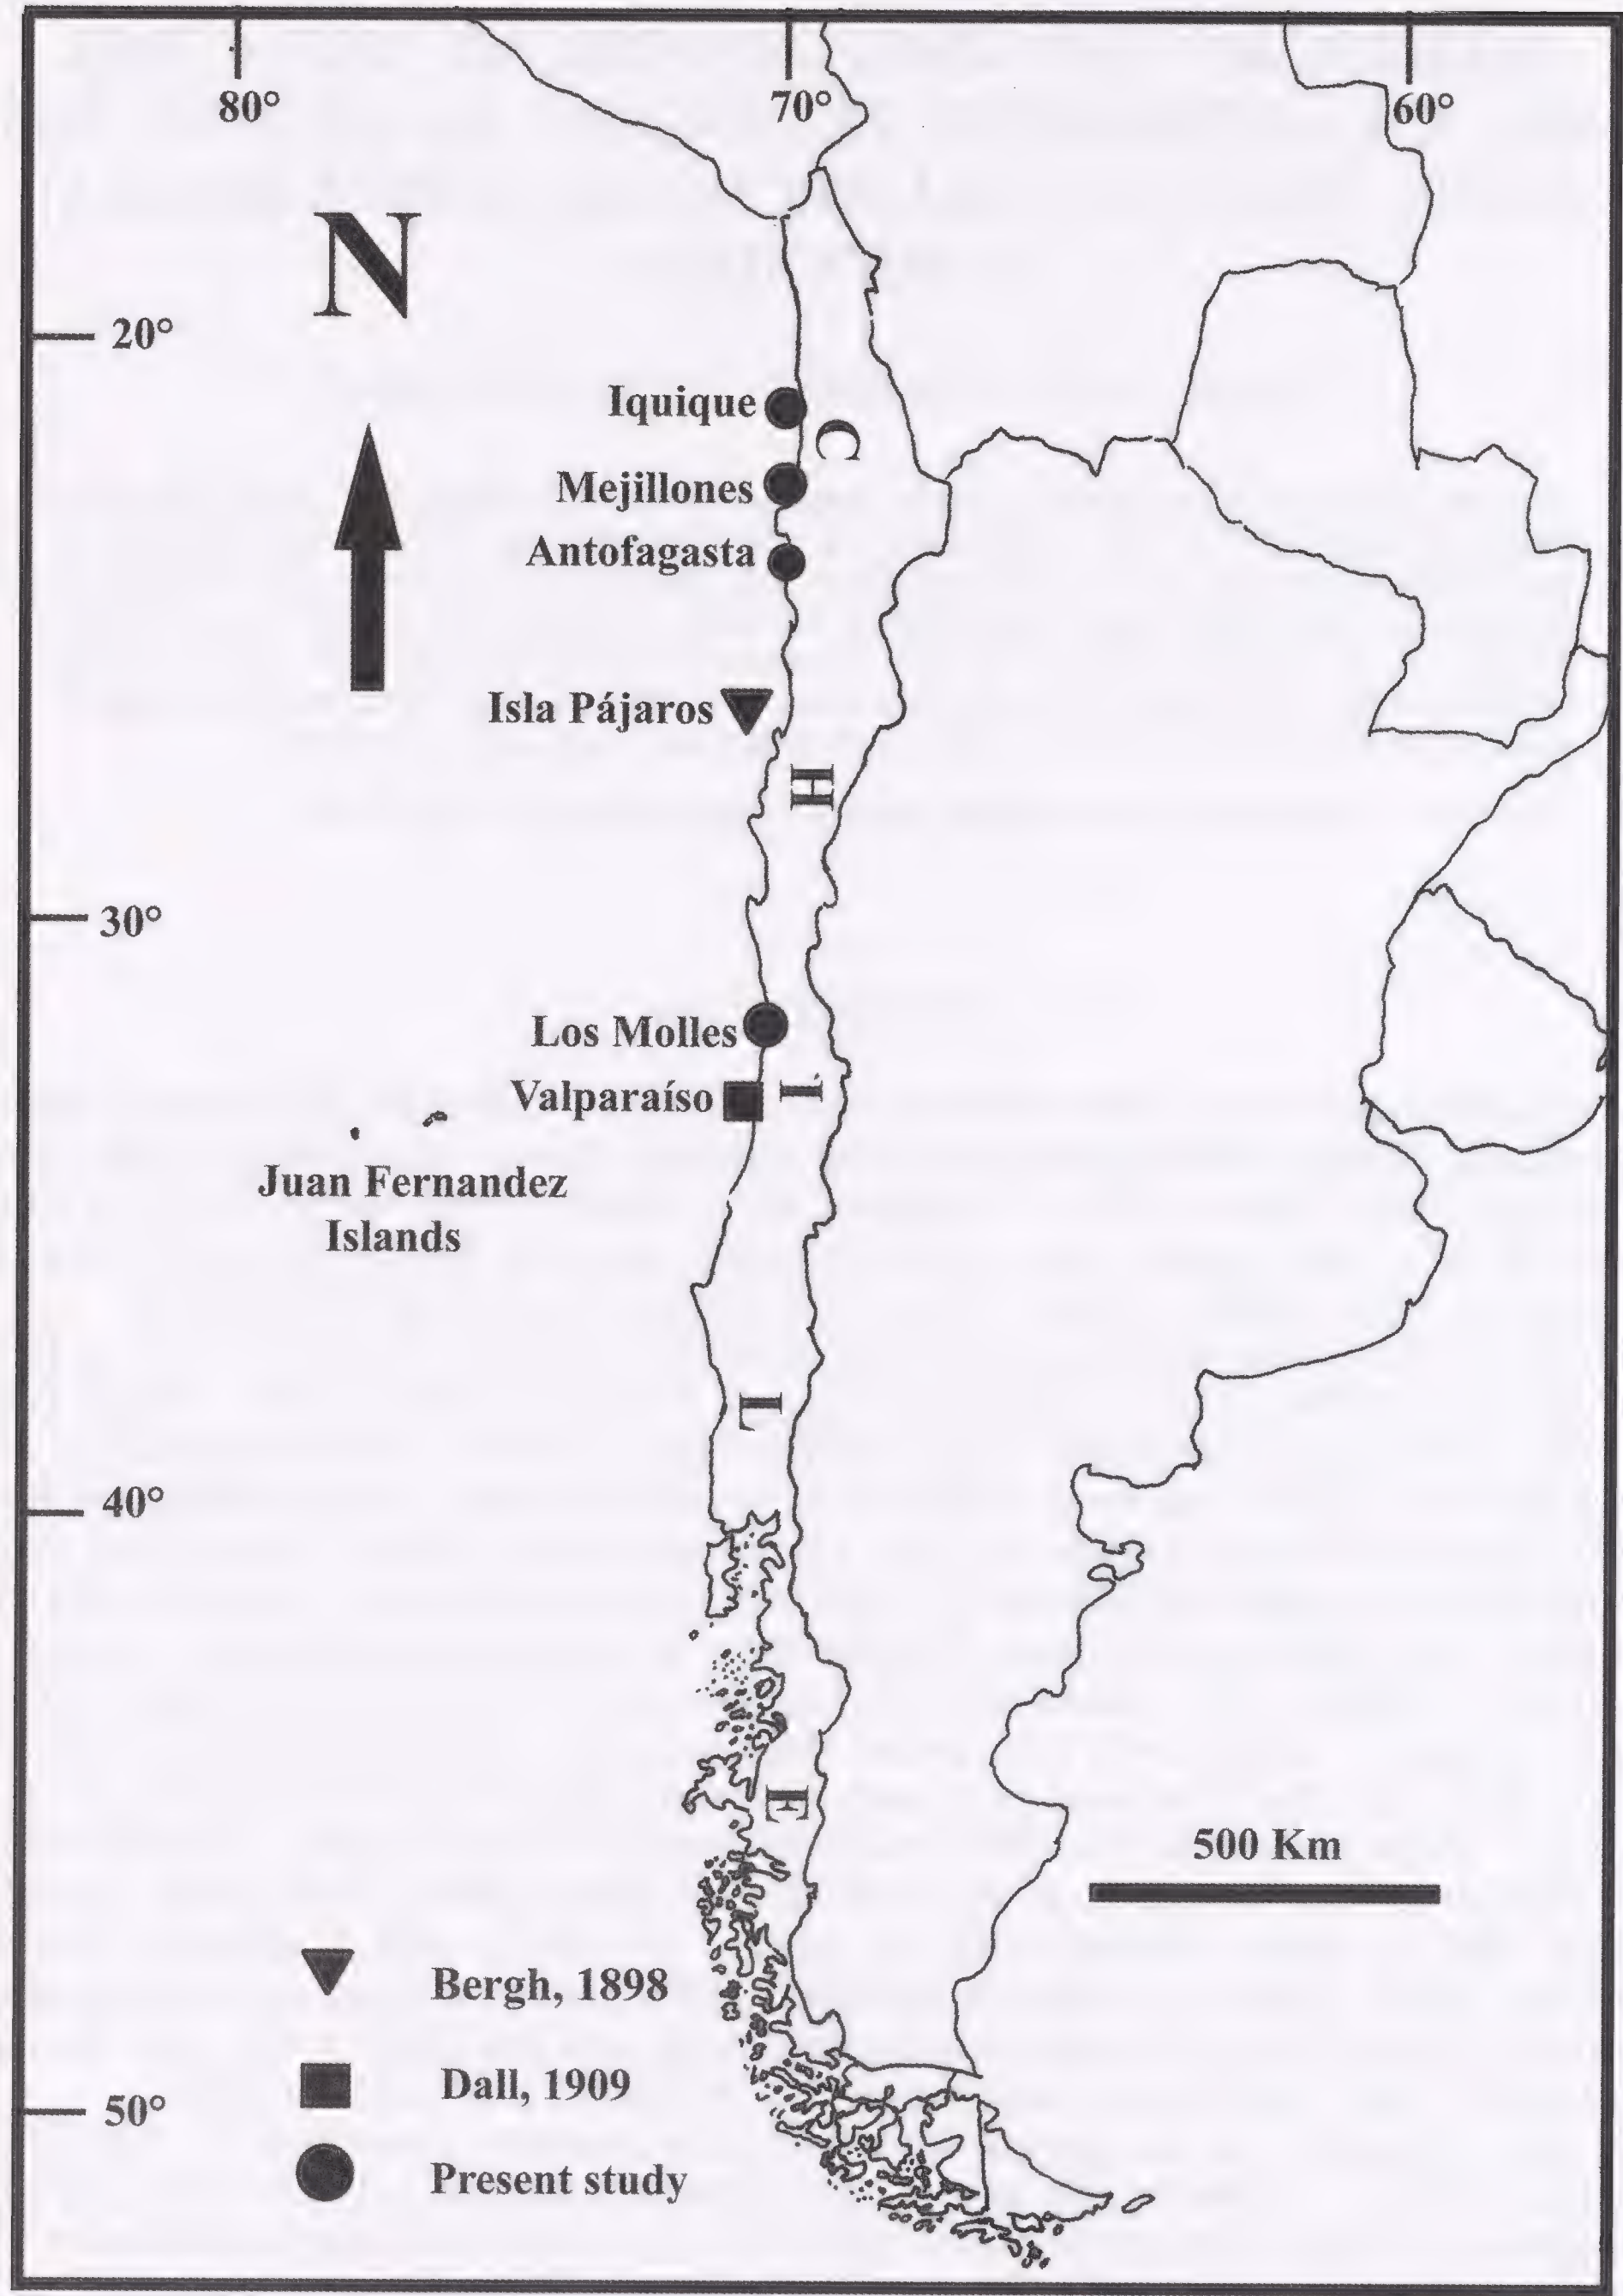 80° 70° 60°
N
20°
Iquique
C
Mejillones
Antofagasta
Isla Pájaros
H
30°
Los Molles
I
Valparaíso
Juan Fernandez
Islands
L
40°
E
500 Km
Bergh, 1898
Dall, 1909
50°
Present study